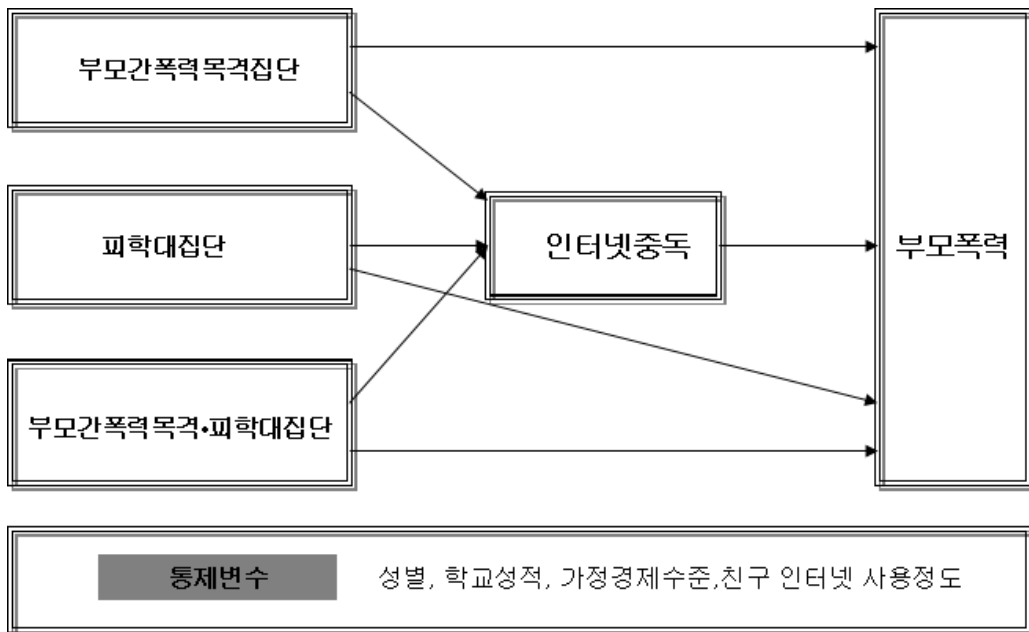 부모간폭력목격집단
피학대집단
인터넷중독
부모폭력
부모간폭력목격•피학대집단
통제변수 성별, 학교성적, 가정경제수준,친구 인터넷 사용정도